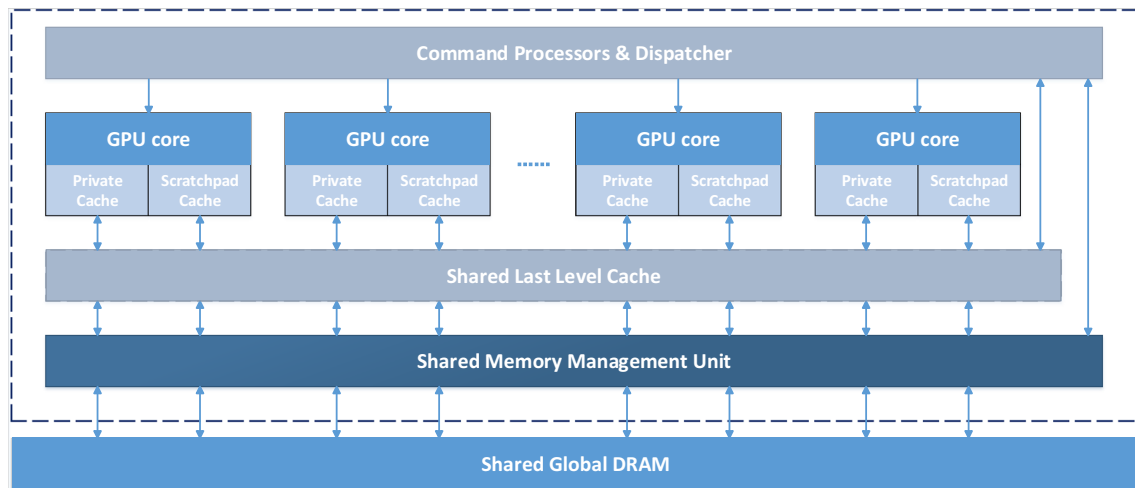 Command Processors & Dispatcher
GPU core
GPU core
......
GPU core
GPU core
Private
Cache
Scratchpad
Cache
Private
Cache
Scratchpad
Cache
Private
Cache
Scratchpad
Cache
Private
Cache
Scratchpad
Cache
Shared Last Level Cache
Shared Memory Management Unit
Shared Global DRAM